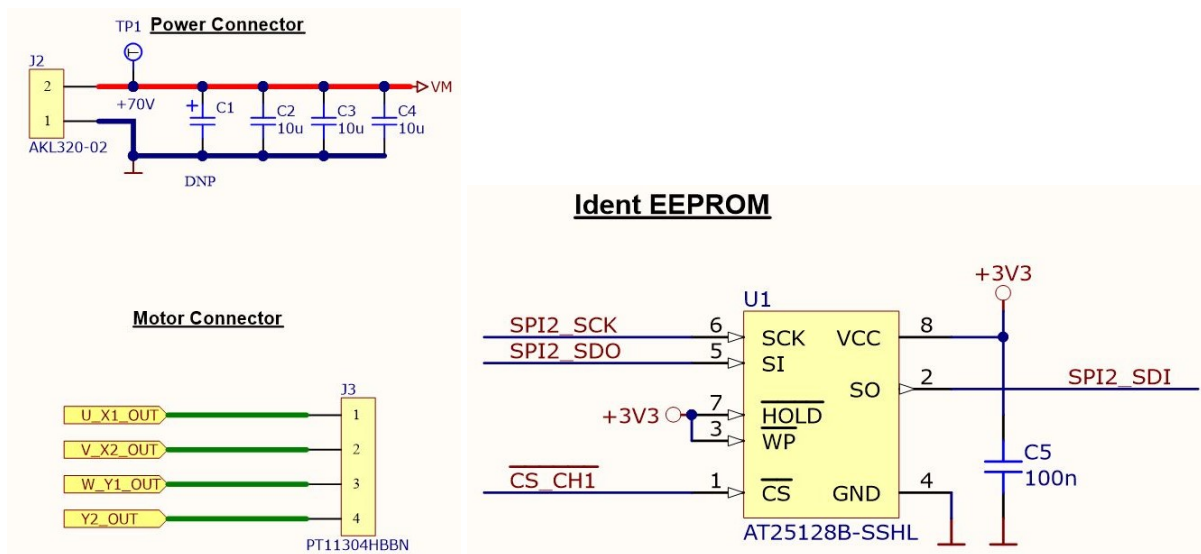 Power Connector
TP1
J2
2
1
+70V
VM
AKL320-02
+
C1
C2
10u
C3
10u
C4
10u
DNP
Motor Connector
J3
U_X1_OUT
1
V_X2_OUT
2
W_Y1_OUT
3
Y2_OUT
4
PT11304HBBN
Ident EEPROM
+3V3
U1
SPI2_SCK
6
SCK
VCC
8
SPI2_SDO
5
SI
SO
2
SPI2_SDI
+3V3
7
HOLD
3
WP
CS_CH1
1
CS
GND
4
C5
100n
AT25128B-SSHL